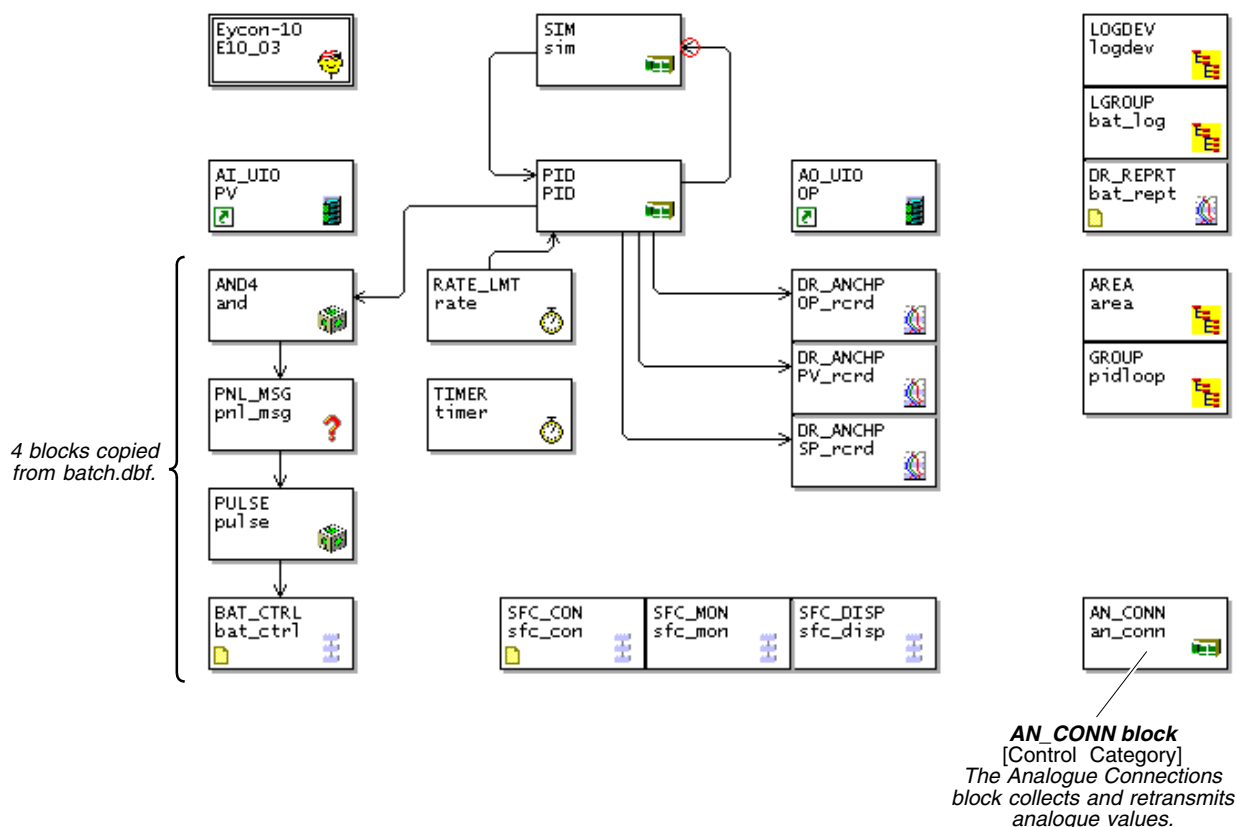 Eycon-10
E10_03
SIM
sim
LOGDEV
logdev
LGROUP
bat_log
AI_UIO
PV
PID
PID
AO_UIO
OP
DR_REPRT
bat_rept
AND4
and
RATE_LMT
rate
DR_ANCHP
OP_rcrd
AREA
area
PNL_MSG
pnl_msg
TIMER
timer
DR_ANCHP
PV_rcrd
GROUP
pidloop
DR_ANCHP
SP_rcrd
4 blocks copied
from batch.dbf.
PULSE
pulse
BAT_CTRL
bat_ctrl
SFC_CON
sfc_con
SFC_MON
sfc_mon
SFC_DISP
sfc_disp
AN_CONN
an_conn
AN_CONN block
[Control Category]
The Analogue Connections
block collects and retransmits
analogue values.